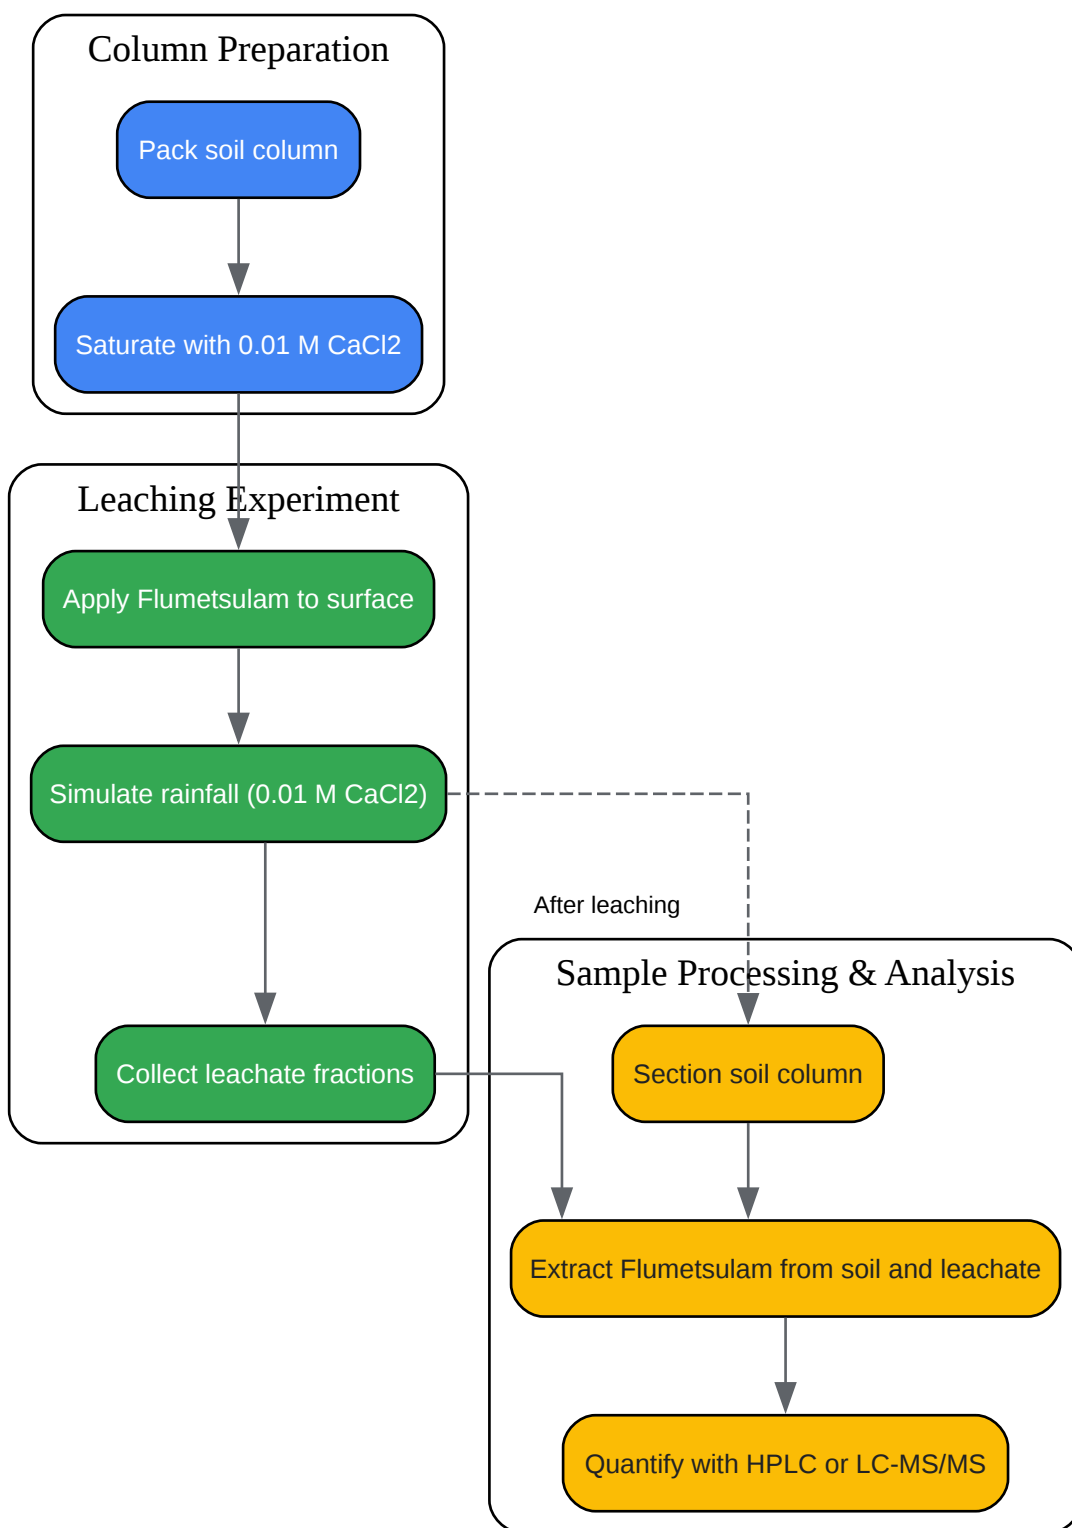 Column Preparation
Pack soil column
Saturate with 0.01 M CaCl2
Leaching Experiment
Apply Flumetsulam to surface
Simulate rainfall (0.01 M CaCl2)
After leaching
Sample Processing & Analysis
Collect leachate fractions
Section soil column
Extract Flumetsulam from soil and leachate
Quantify with HPLC or LC-MS/MS